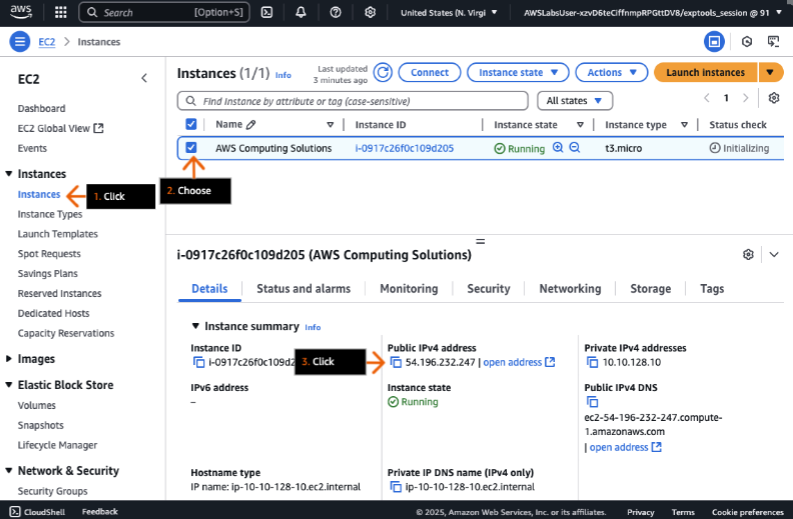 aws
Search [Option+S]
United States (N. Virgi
AWSLabsUser-xzvD6teCiffnmpRPGttDV8/exptools_session @ 91
EC2 > Instances
EC2
Dashboard
EC2 Global View
Events
Instances
Instances
Instance Types
Launch Templates
Spot Requests
Savings Plans
Reserved Instances
Dedicated Hosts
Capacity Reservations
Images
Elastic Block Store
Volumes
Snapshots
Lifecycle Manager
Network & Security
Security Groups
1. Click
Instances (1/1) Info
Last updated
3 minutes ago
Connect
Instance state
Actions
Launch instances
Find Instance by attribute or tag (case-sensitive)
All states
1
Name Instance ID Instance state Instance type Status check
AWS Computing Solutions i-0917c26f0c109d205 Running t3.micro Initializing
2. Choose
i-0917c26f0c109d205 (AWS Computing Solutions)
Details Status and alarms Monitoring Security Networking Storage Tags
Instance summary Info
Instance ID
i-0917c26f0c109d2
3. Click
IPv6 address
–
Hostname type
IP name: ip-10-10-128-10.ec2.internal
Public IPv4 address
54.196.232.247 | open address
Instance state
Running
Private IP DNS name (IPv4 only)
ip-10-10-128-10.ec2.internal
Private IPv4 addresses
10.10.128.10
Public IPv4 DNS
ec2-54-196-232-247.compute-
1.amazonaws.com
| open address
CloudShell Feedback
© 2025, Amazon Web Services, Inc. or its affiliates. Privacy Terms Cookie preferences